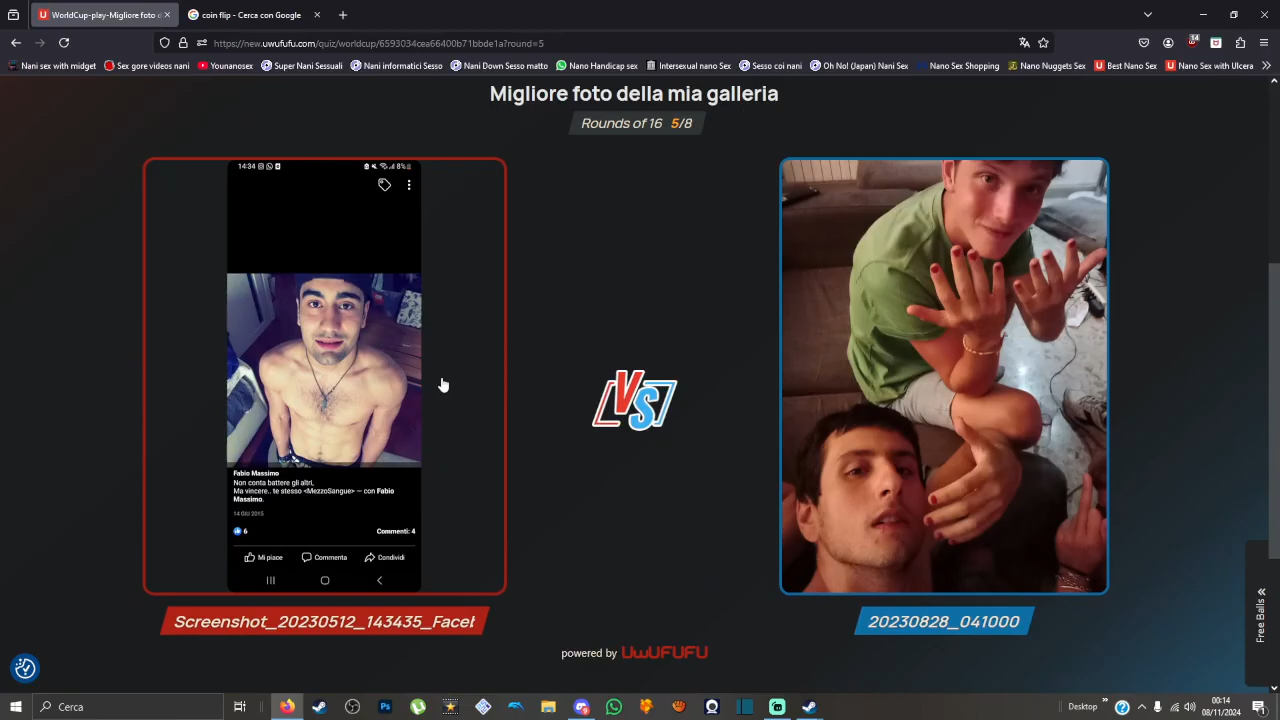 WorldCup-play-Migliore foto d
coin flip - Cerca con Google
https://new.uwufufu.com/quiz/worldcup/6593034cea66400b71bbde1a?round=5
14
Nani sex with midget
Sex gore videos nani
Younanosex
Super Nani Sessuali
Nani informatici Sesso
Nani Down Sesso matto
Nano Handicap sex
Intersexual nano Sex
Sesso coi nani
Oh No! (Japan) Nani Sex
Nano Sex Shopping
Nano Nuggets Sex
Best Nano Sex
Nano Sex with Ulcera
Migliore foto della mia galleria
Rounds of 16 5/8
14:34
8%
Fabio Massimo
Non conta battere gli altri,
Ma vincere.. te stesso <MezzoSangue> — con Fabio
Massimo.
14 GIU 2015
6
Commenti: 4
Mi piace
Commenta
Condividi
VS
Screenshot_20230512_143435_Facel
20230828_041000
powered by UwUFUFU
Free Balls
Cerca
Desktop
00:14
08/11/2024